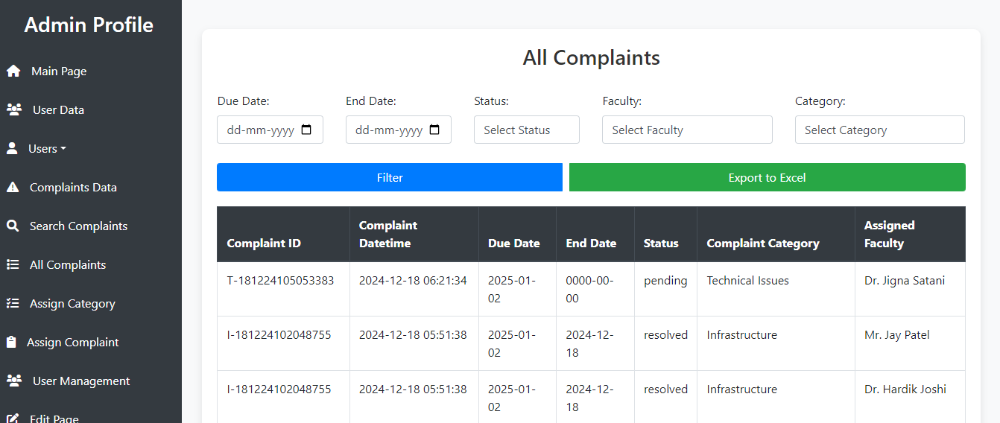 Admin Profile
Main Page
User Data
Users
Complaints Data
Search Complaints
All Complaints
Assign Category
Assign Complaint
User Management
Edit Page
All Complaints
Due Date: End Date: Status: Faculty: Category:
dd-mm-yyyy dd-mm-yyyy Select Status Select Faculty Select Category
Filter Export to Excel
Complaint ID Complaint Datetime Due Date End Date Status Complaint Category Assigned Faculty
T-181224105053383 2024-12-18 06:21:34 2025-01-02 0000-00-00 pending Technical Issues Dr. Jigna Satani
I-181224102048755 2024-12-18 05:51:38 2025-01-02 2024-12-18 resolved Infrastructure Mr. Jay Patel
I-181224102048755 2024-12-18 05:51:38 2025-01-02 2024-12-18 resolved Infrastructure Dr. Hardik Joshi